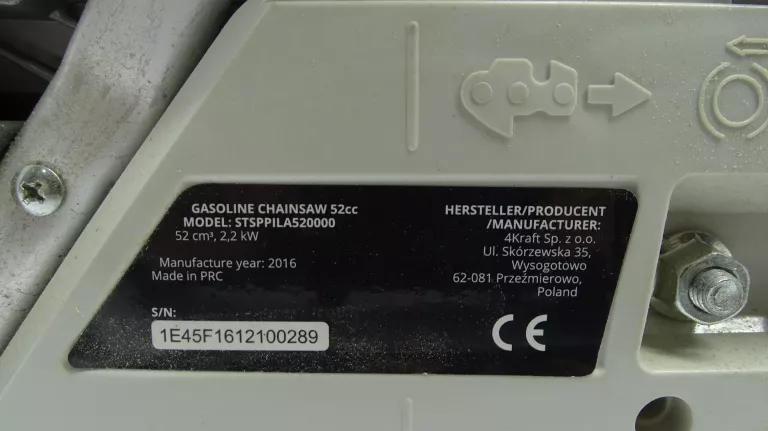 GASOLINE CHAINSAW 52cc
MODEL: STSPPILA520000
52 cm³, 2,2 kW
Manufacture year: 2016
Made in PRC
S/N:
1E45F1612100289
HERSTELLER/PRODUCENT
/MANUFACTURER:
4Kraft Sp. z o.o.
Ul. Skórzewska 35,
Wysogotowo
62-081 Przeźmierowo,
Poland
CE